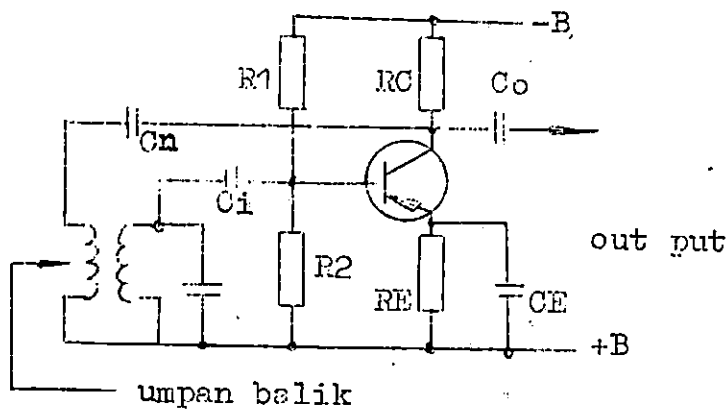 -B
R1
RC
Co
Cn
Ci
out put
R2
RE
CE
+B
umpan balik